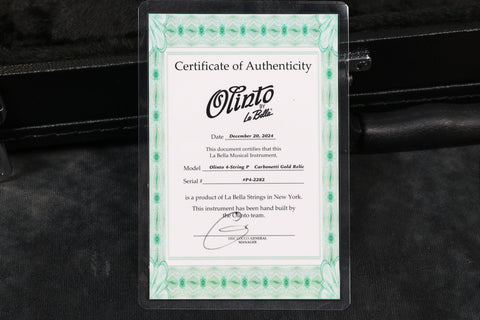 Certificate of Authenticity
Olinto
BY
La Bella
Date December 20, 2024
This document certifies that this
La Bella Musical Instrument,
Model Olinto 4-String P Carbonetti Gold Relic
Serial # #P4-2282
is a product of La Bella Strings in New York.
This instrument has been hand built by
the Olinto team.
COCCO, GENERAL
MANAGER